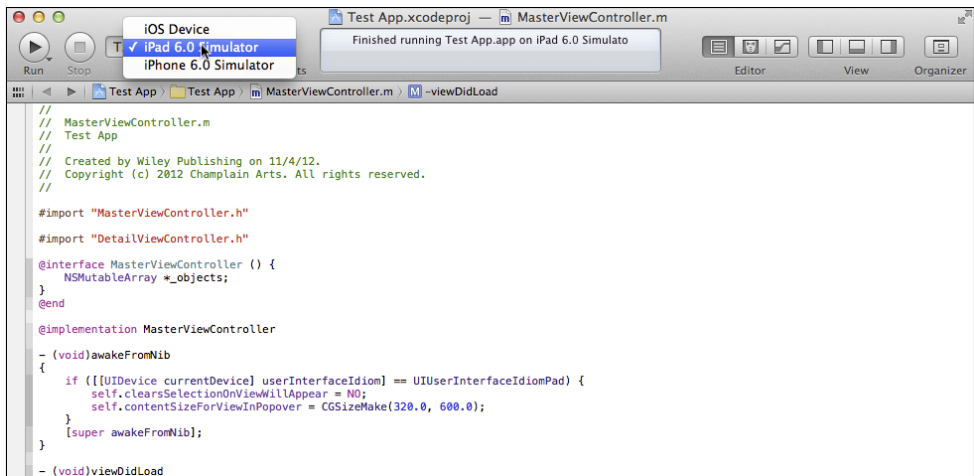 Test App.xcodeproj — m MasterViewController.m
iOS Device
✓ iPad 6.0 Simulator
iPhone 6.0 Simulator
T
ts
Finished running Test App.app on iPad 6.0 Simulato
Run Stop Editor View Organizer
Test App Test App m MasterViewController.m M -viewDidLoad
//
// MasterViewController.m
// Test App
//
// Created by Wiley Publishing on 11/4/12.
// Copyright (c) 2012 Champlain Arts. All rights reserved.
//
#import "MasterViewController.h"
#import "DetailViewController.h"
@interface MasterViewController () {
NSMutableArray *_objects;
}
@end
@implementation MasterViewController
- (void)awakeFromNib
{
if ([[UIDevice currentDevice] userInterfaceIdiom] == UIUserInterfaceIdiomPad) {
self.clearsSelectionOnViewWillAppear = NO;
self.contentSizeForViewInPopover = CGSizeMake(320.0, 600.0);
}
[super awakeFromNib];
}
- (void)viewDidLoad